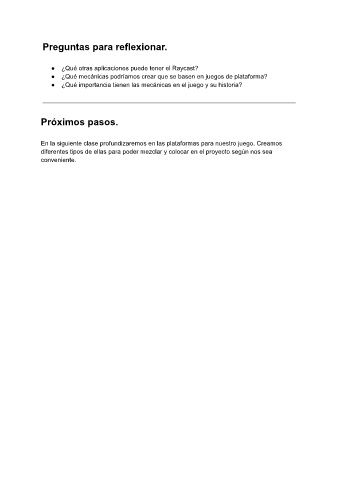 Preguntas para reflexionar.
● ¿Qué otras aplicaciones puede tener el Raycast?
● ¿Qué mecánicas podríamos crear que se basen en juegos de plataforma?
● ¿Qué importancia tienen las mecánicas en el juego y su historia?
Próximos pasos.
En la siguiente clase profundizaremos en las plataformas para nuestro juego. Creamos
diferentes tipos de ellas para poder mezclar y colocar en el proyecto según nos sea
conveniente.